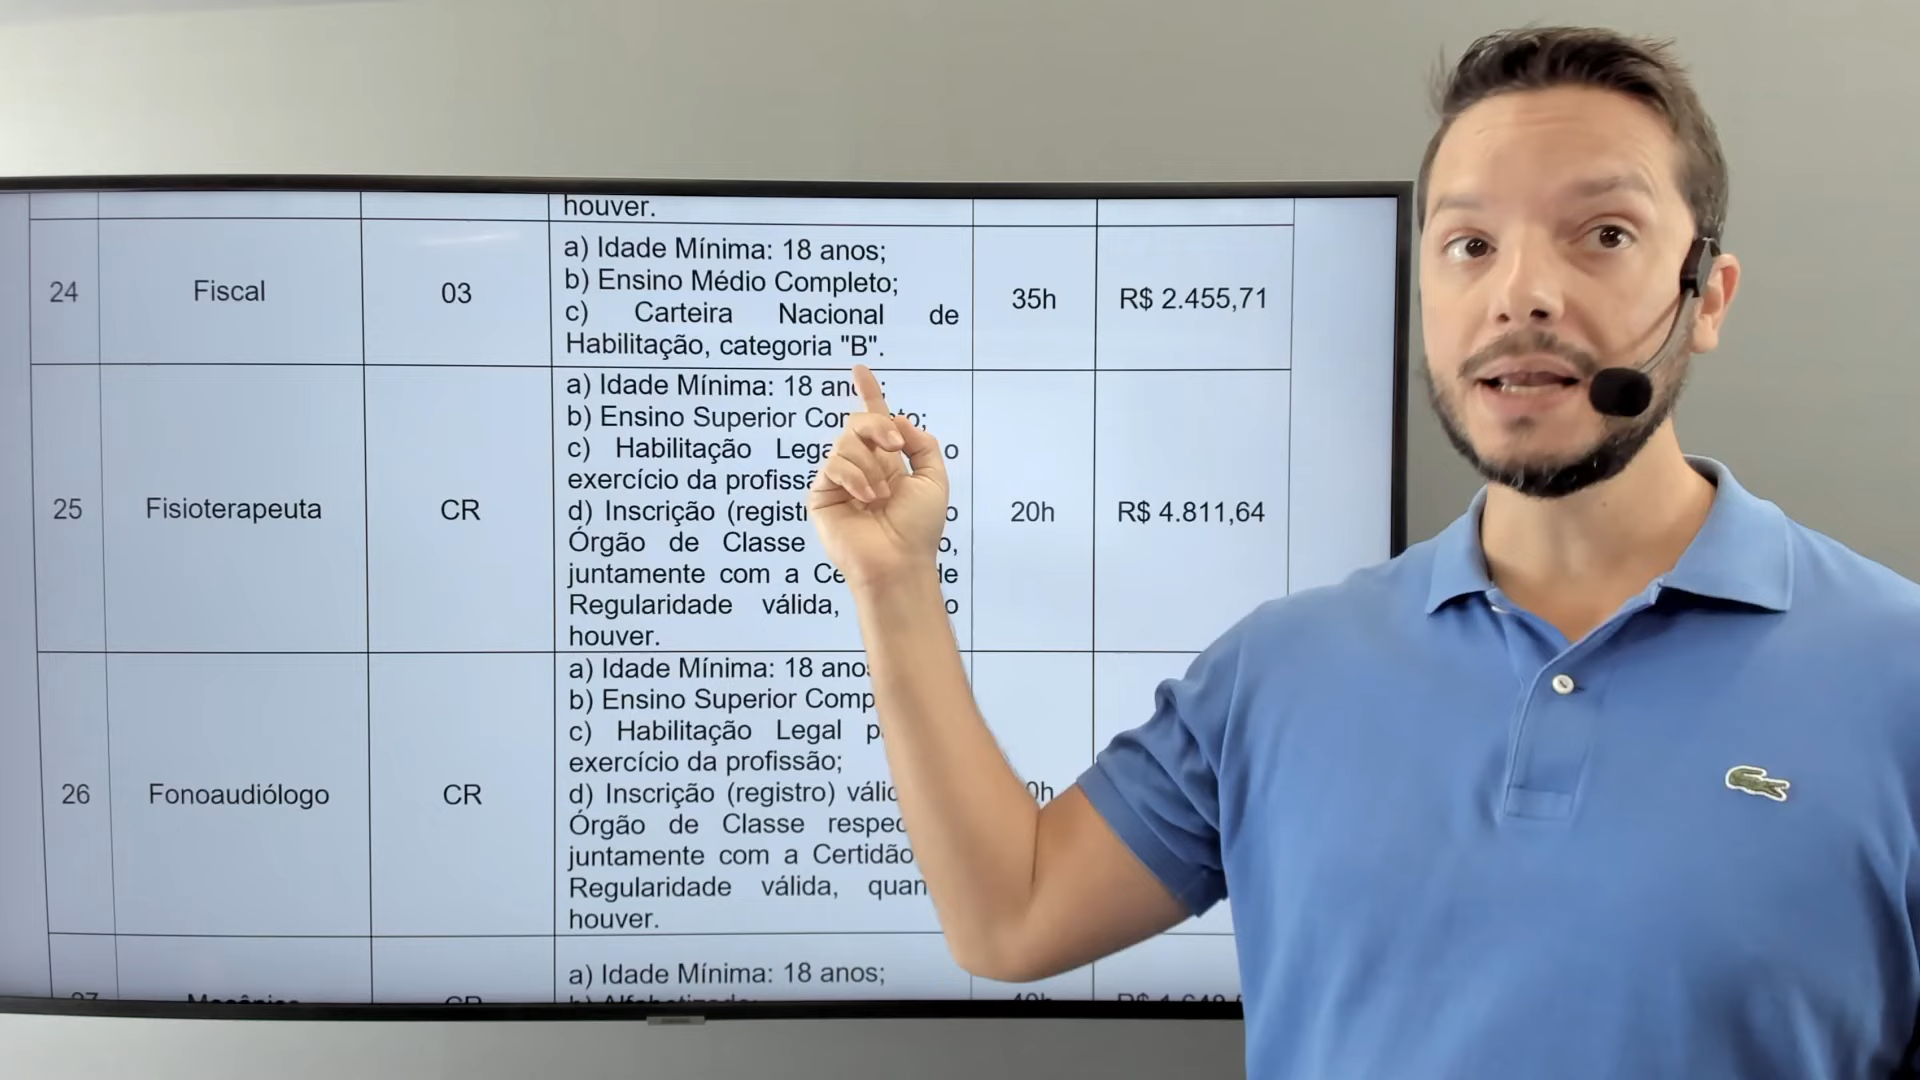 houver.
24
Fiscal
03
a) Idade Mínima: 18 anos;
b) Ensino Médio Completo;
c) Carteira Nacional de
Habilitação, categoria "B".
35h
R$ 2.455,71
25
Fisioterapeuta
CR
a) Idade Mínima: 18
b) Ensino Superior
c) Habilitação o
exercício da
d) Inscrição
Órgão de Classe
juntamente com a
Regularidade válida,
houver.
20h
R$ 4.811,64
26
Fonoaudiólogo
CR
a) Idade Mínima: 18
b) Ensino Superior
c) Habilitação Legal
exercício da profissão;
d) Inscrição (registro)
Órgão de Classe
juntamente com a Certidão
Regularidade válida,
houver.
a) Idade Mínima: 18 anos;